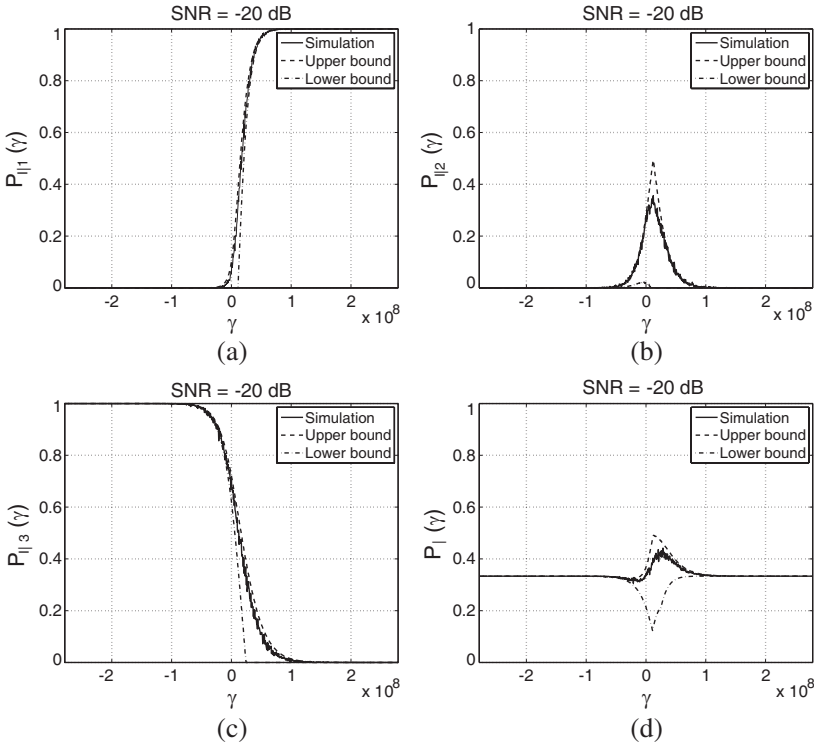 SNR = -20 dB
1
0.8
0.6
0.4
0.2
0
P_{I|1} (γ)
Simulation
Upper bound
Lower bound
-2 -1 0 1 2
x 10^8
γ
(a)
SNR = -20 dB
1
0.8
0.6
0.4
0.2
0
P_{I|2} (γ)
Simulation
Upper bound
Lower bound
-2 -1 0 1 2
x 10^8
γ
(b)
SNR = -20 dB
1
0.8
0.6
0.4
0.2
0
P_{I| 3} (γ)
Simulation
Upper bound
Lower bound
-2 -1 0 1 2
x 10^8
γ
(c)
SNR = -20 dB
1
0.8
0.6
0.4
0.2
0
P_I (γ)
Simulation
Upper bound
Lower bound
-2 -1 0 1 2
x 10^8
γ
(d)